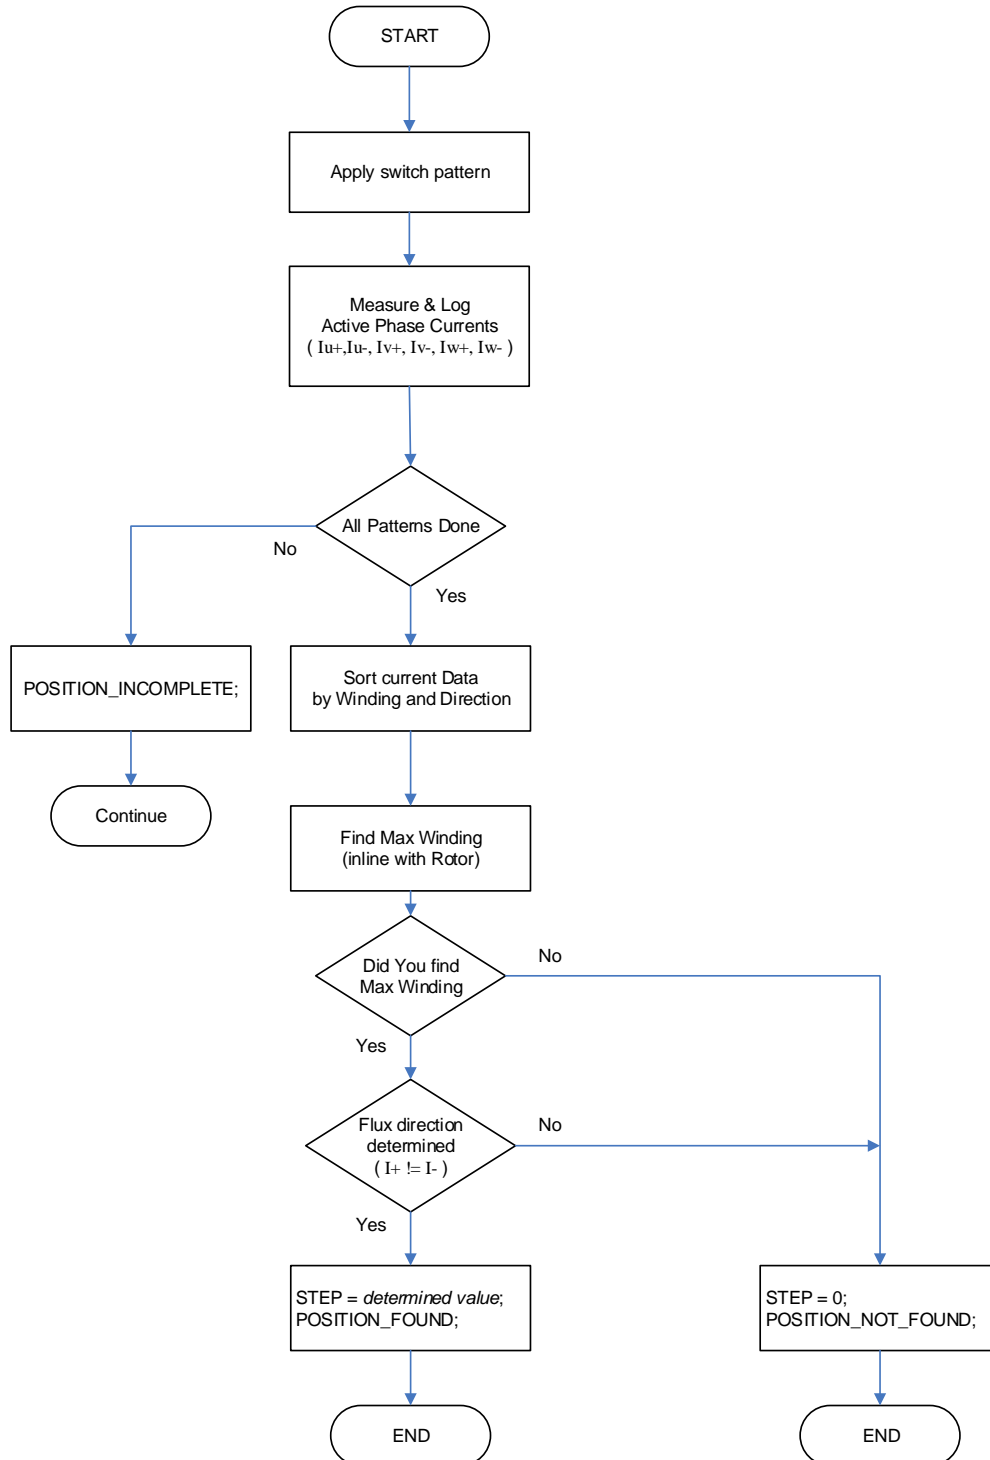 START
Apply switch pattern
Measure & Log
Active Phase Currents
( Iu+,Iu-, Iv+, Iv-, Iw+, Iw- )
All Patterns Done
No
Yes
POSITION_INCOMPLETE;
Sort current Data
by Winding and Direction
Continue
Find Max Winding
(inline with Rotor)
Did You find
Max Winding
No
Yes
Flux direction
determined
( I+ != I- )
No
Yes
STEP = determined value;
POSITION_FOUND;
STEP = 0;
POSITION_NOT_FOUND;
END
END